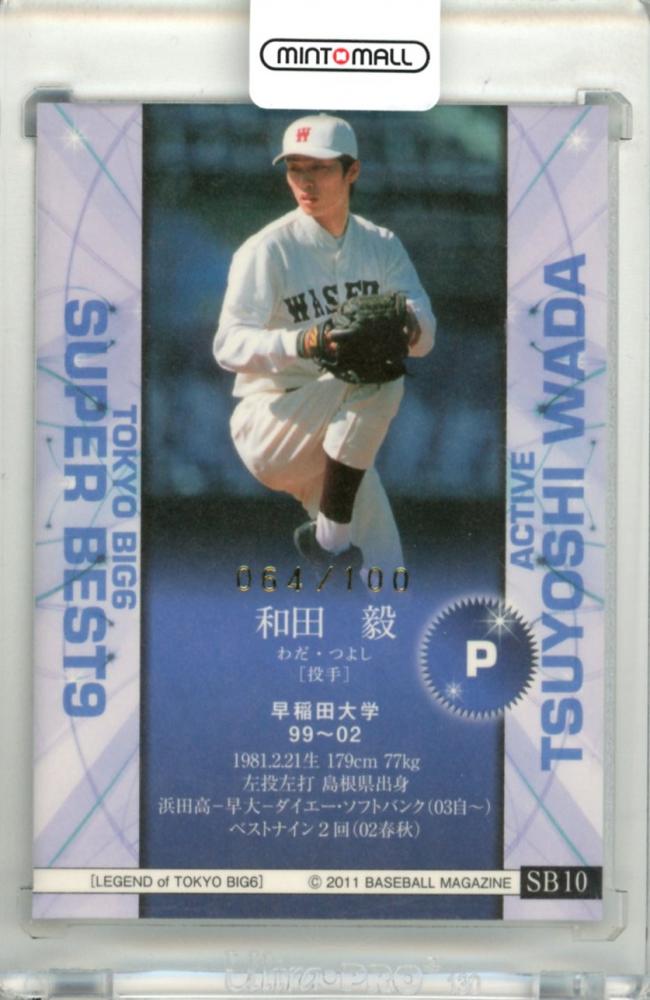 MINTMALL
W
WASED
TOKYO BIG6
SUPER BEST9
ACTIVE
TSUYOSHI WADA
064/100
和田 毅
わだ・つよし
[投手]
P
早稲田大学
99〜02
1981.2.21生 179cm 77kg
左投左打 島根県出身
浜田高−早大−ダイエー・ソフトバンク(03自〜)
ベストナイン2回(02春秋)
[LEGEND of TOKYO BIG6] © 2011 BASEBALL MAGAZINE SB10
Ultra PRO